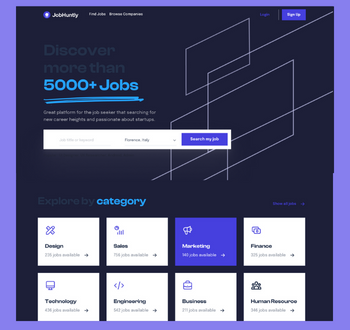 JobHuntly
Find Jobs Browse Companies
Login
Sign Up
Discover
more than
5000+ Jobs
Great platform for the job seeker that searching for
new career heights and passionate about startups.
Job title or keyword
Florence, Italy
Search my job
Explore by category
Show all jobs
Design
235 jobs available
Sales
756 jobs available
Marketing
140 jobs available
Finance
325 jobs available
Technology
436 jobs available
Engineering
542 jobs available
Business
211 jobs available
Human Resource
346 jobs available